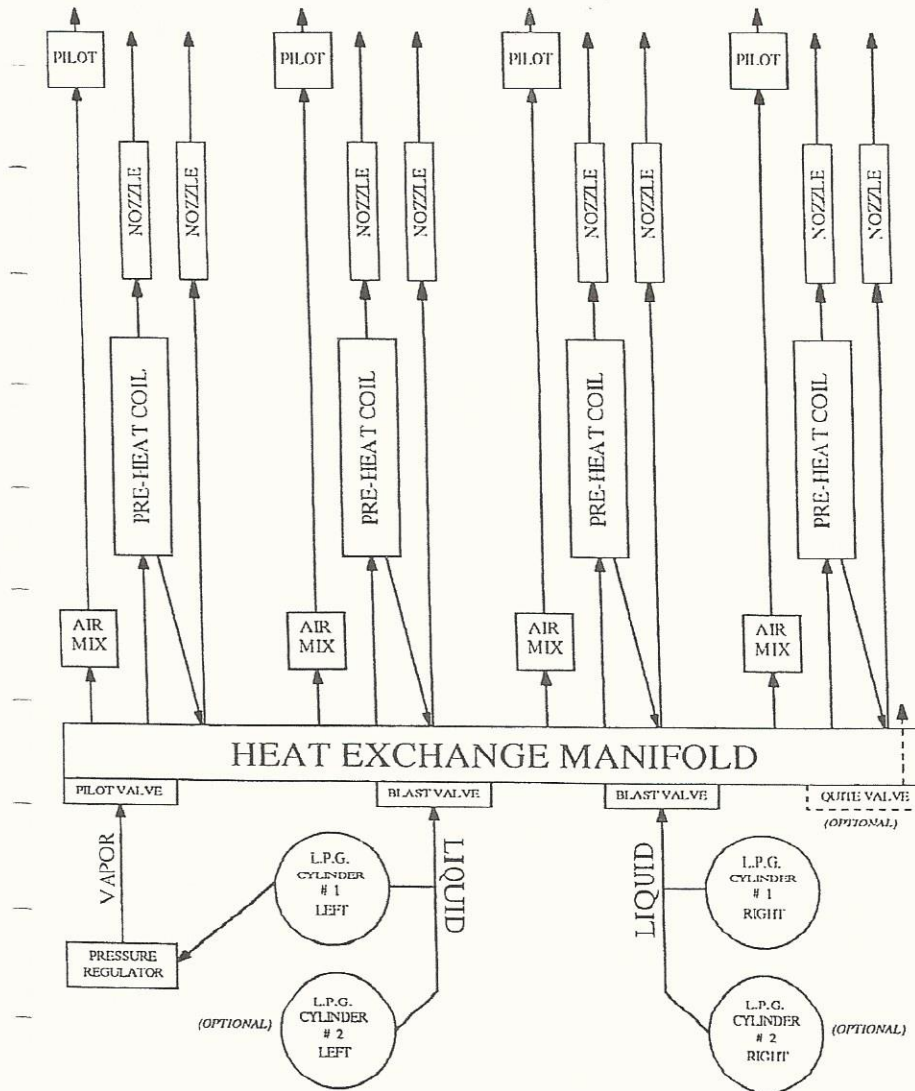 PILOT
PILOT
PILOT
PILOT
NOZZLE
NOZZLE
NOZZLE
NOZZLE
NOZZLE
NOZZLE
NOZZLE
NOZZLE
PRE-HEAT COIL
PRE-HEAT COIL
PRE-HEAT COIL
PRE-HEAT COIL
AIR
MIX
AIR
MIX
AIR
MIX
AIR
MIX
HEAT EXCHANGE MANIFOLD
PILOT VALVE
BLAST VALVE
BLAST VALVE
QUITE VALVE
(OPTIONAL)
VAPOR
LIQUID
LIQUID
L.P.G.
CYLINDER
# 1
LEFT
L.P.G.
CYLINDER
# 1
RIGHT
PRESSURE
REGULATOR
(OPTIONAL)
L.P.G.
CYLINDER
# 2
LEFT
L.P.G.
CYLINDER
# 2
RIGHT
(OPTIONAL)